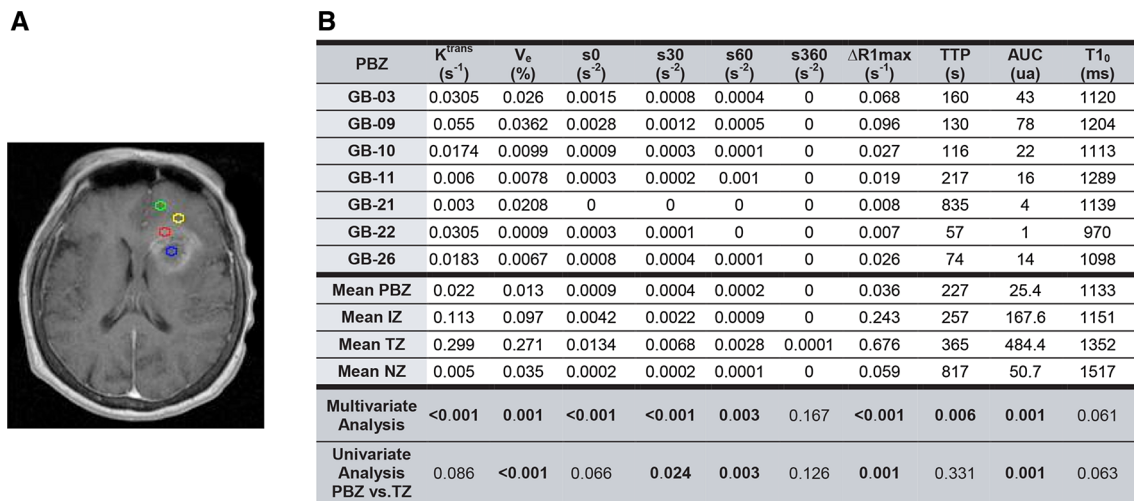 A
B
PBZ K^trans (s^-1) V_e (%) s0 (s^-2) s30 (s^-2) s60 (s^-2) s360 (s^-2) ΔR1max (s^-1) TTP (s) AUC (ua) T1_0 (ms)
GB-03 0.0305 0.026 0.0015 0.0008 0.0004 0 0.068 160 43 1120
GB-09 0.055 0.0362 0.0028 0.0012 0.0005 0 0.096 130 78 1204
GB-10 0.0174 0.0099 0.0009 0.0003 0.0001 0 0.027 116 22 1113
GB-11 0.006 0.0078 0.0003 0.0002 0.001 0 0.019 217 16 1289
GB-21 0.003 0.0208 0 0 0 0 0.008 835 4 1139
GB-22 0.0305 0.0009 0.0003 0.0001 0 0 0.007 57 1 970
GB-26 0.0183 0.0067 0.0008 0.0004 0.0001 0 0.026 74 14 1098
Mean PBZ 0.022 0.013 0.0009 0.0004 0.0002 0 0.036 227 25.4 1133
Mean IZ 0.113 0.097 0.0042 0.0022 0.0009 0 0.243 257 167.6 1151
Mean TZ 0.299 0.271 0.0134 0.0068 0.0028 0.0001 0.676 365 484.4 1352
Mean NZ 0.005 0.035 0.0002 0.0002 0.0001 0 0.059 817 50.7 1517
Multivariate Analysis <0.001 0.001 <0.001 <0.001 0.003 0.167 <0.001 0.006 0.001 0.061
Univariate Analysis PBZ vs.TZ 0.086 <0.001 0.066 0.024 0.003 0.126 0.001 0.331 0.001 0.063